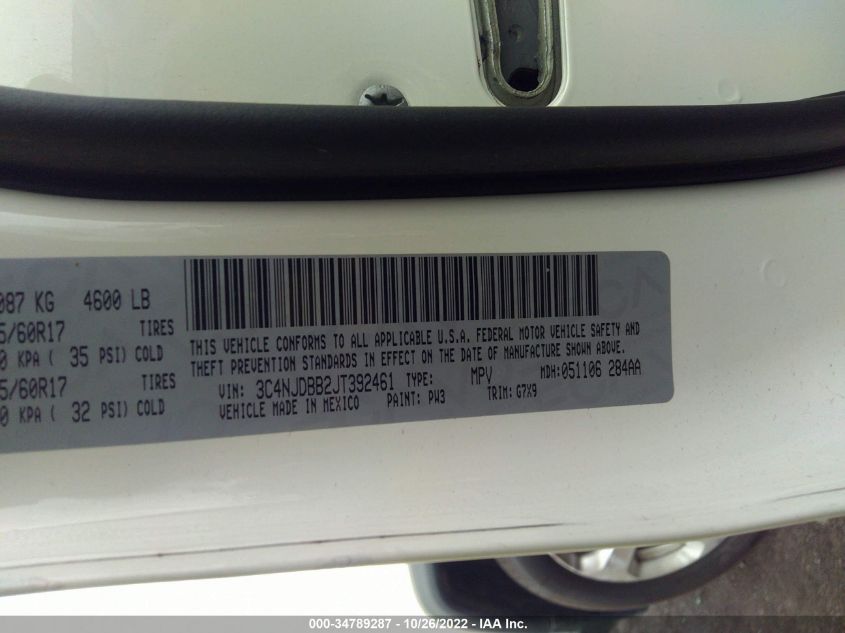 087 KG 4600 LB
5/60R17 TIRES
0 KPA ( 35 PSI) COLD
5/60R17 TIRES
0 KPA ( 32 PSI) COLD
THIS VEHICLE CONFORMS TO ALL APPLICABLE U.S.A. FEDERAL MOTOR VEHICLE SAFETY AND
THEFT PREVENTION STANDARDS IN EFFECT ON THE DATE OF MANUFACTURE SHOWN ABOVE.
VIN: 3C4NJDBB2JT392461 TYPE: MPV MDH:051106 284AA
VEHICLE MADE IN MEXICO PAINT: PW3 TRIM: G7X9
000-34789287 - 10/26/2022 - IAA Inc.